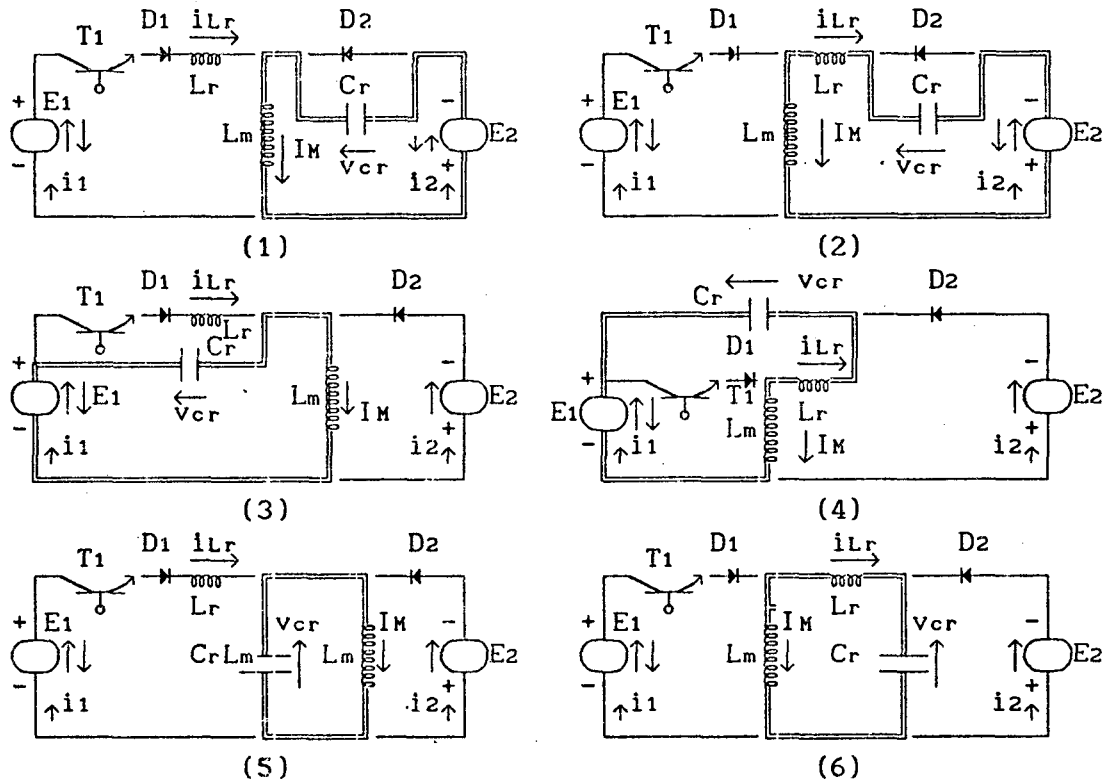 T1 D1 iLr D2
Lr Cr
+ E1 Lm IM vcr - E2
- i1 i2 +
(1)
T1 D1 iLr D2
Lr Cr
+ E1 Lm IM vcr - E2
- i1 i2 +
(2)
T1 D1 iLr D2
Lr
Cr
+ E1 vcr Lm IM - E2
- i1 i2 +
(3)
Cr vcr D2
D1 iLr
+ E1 T1 Lr - E2
- i1 Lm IM i2 +
(4)
T1 D1 iLr D2
Lr
+ E1 vcr IM -
Cr Lm Lm E2
- i1 i2 +
(5)
T1 D1 iLr D2
Lr
+ E1 IM vcr -
Lm Cr E2
- i1 i2 +
(6)